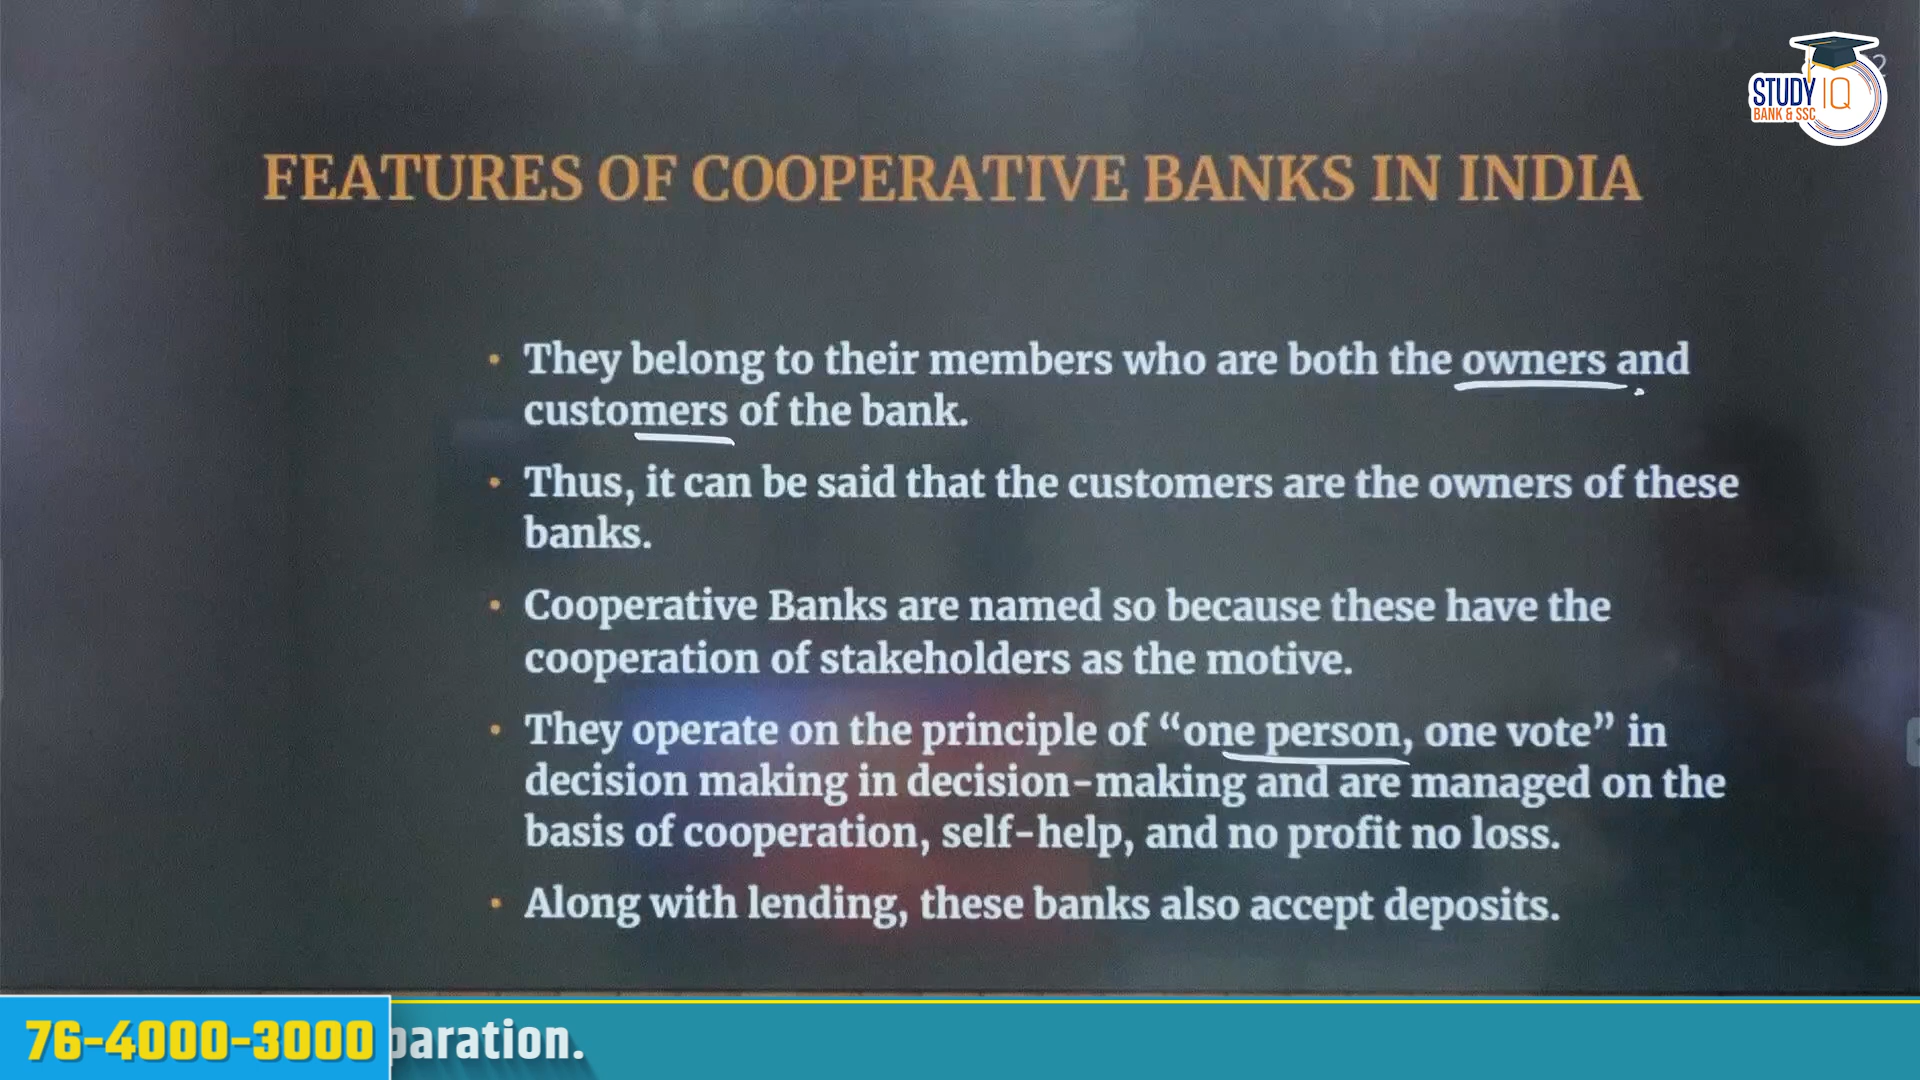 2
STUDY IQ
BANK & SSC
FEATURES OF COOPERATIVE BANKS IN INDIA
• They belong to their members who are both the owners and
customers of the bank.
• Thus, it can be said that the customers are the owners of these
banks.
• Cooperative Banks are named so because these have the
cooperation of stakeholders as the motive.
• They operate on the principle of “one person, one vote” in
decision making in decision-making and are managed on the
basis of cooperation, self-help, and no profit no loss.
• Along with lending, these banks also accept deposits.
76-4000-3000 paration.